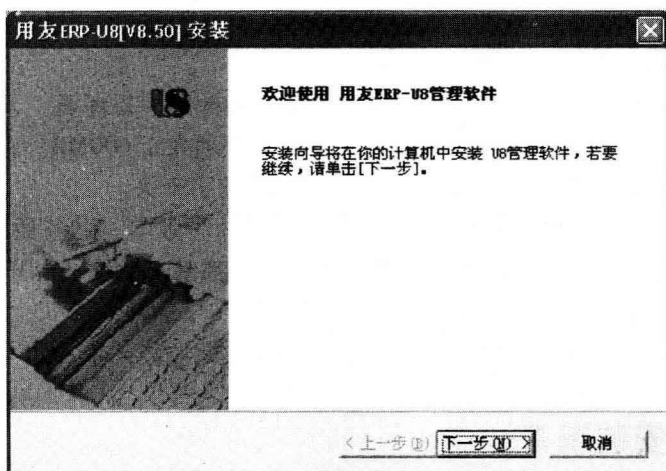 用友ERP-U8[V8.50] 安装
U8
欢迎使用 用友ERP-U8管理软件
安装向导将在你的计算机中安装 U8管理软件，若要
继续，请单击[下一步]。
< 上一步(B) 下一步(N) > 取消